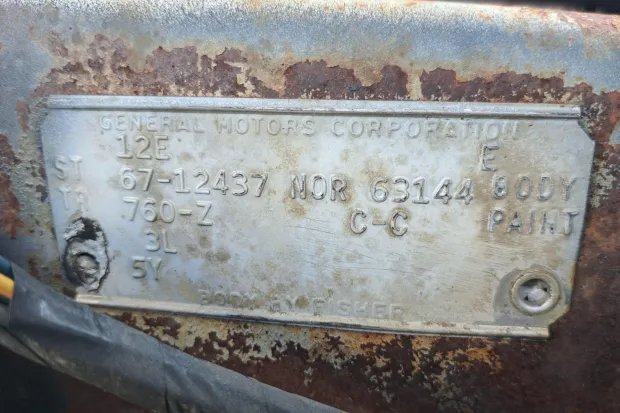 GENERAL MOTORS CORPORATION
12E E
ST 67-12437 NOR 63144 BODY
TR 760-Z C-C PAINT
3L
5Y
BODY BY FISHER